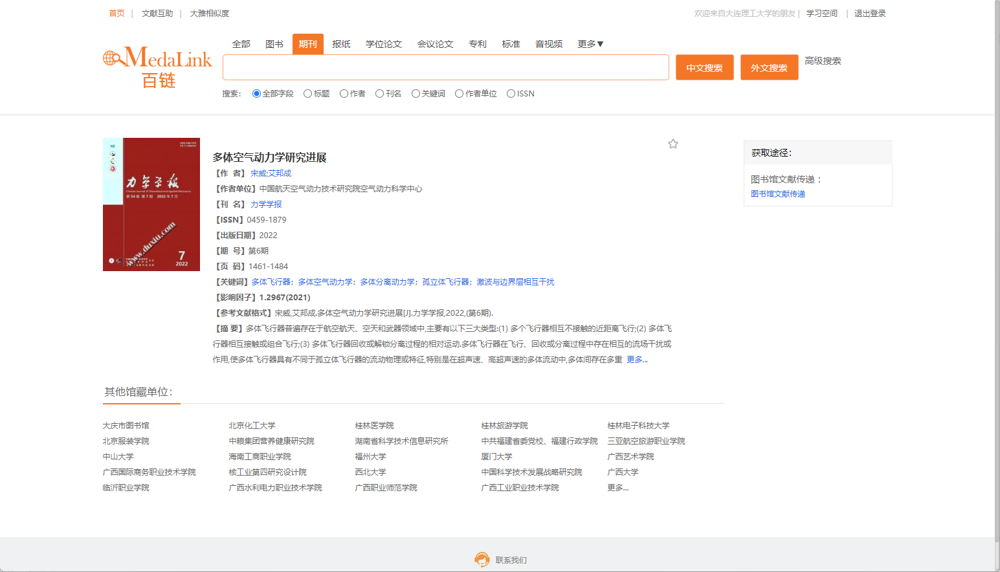 首页 | 文献互助 | 大雅相似度
欢迎来自大连理工大学的朋友 | 学习空间 | 退出登录
全部 图书 期刊 报纸 学位论文 会议论文 专利 标准 音视频 更多▼
MedaLink
百链
中文搜索 外文搜索 高级搜索
搜索： 全部字段 标题 作者 刊名 关键词 作者单位 ISSN
力学学报
Chinese Journal of Theoretical and Applied Mechanics
第 54 卷 第 7 期 2022 年 7 月
www.duxiu.com
7
2022
多体空气动力学研究进展
【作 者】 宋威;艾邦成
【作者单位】中国航天空气动力技术研究院空气动力科学中心
【刊 名】 力学学报
【ISSN】0459-1879
【出版日期】2022
【期 号】第6期
【页 码】1461-1484
【关键词】多体飞行器；多体空气动力学；多体分离动力学；孤立体飞行器；激波与边界层相互干扰
【影响因子】1.2967(2021)
【参考文献格式】宋威,艾邦成.多体空气动力学研究进展[J].力学学报,2022,(第6期).
【摘 要】多体飞行器普遍存在于航空航天、空天和武器领域中,主要有以下三大类型:(1) 多个飞行器相互不接触的近距离飞行;(2) 多体飞
行器相互接触或组合飞行;(3) 多体飞行器回收或解锁分离过程的相对运动.多体飞行器在飞行、回收或分离过程中存在相互的流场干扰或
作用,使多体飞行器具有不同于孤立体飞行器的流动物理或特征,特别是在超声速、高超声速的多体流动中,多体间存在多重 更多...
获取途径：
图书馆文献传递：
图书馆文献传递
其他馆藏单位：
大庆市图书馆 北京化工大学 桂林医学院 桂林旅游学院 桂林电子科技大学
北京服装学院 中粮集团营养健康研究院 湖南省科学技术信息研究所 中共福建省委党校、福建行政学院 三亚航空旅游职业学院
中山大学 海南工商职业学院 福州大学 厦门大学 广西艺术学院
广西国际商务职业技术学院 核工业第四研究设计院 西北大学 中国科学技术发展战略研究院 广西大学
临沂职业学院 广西水利电力职业技术学院 广西职业师范学院 广西工业职业技术学院 更多...
联系我们